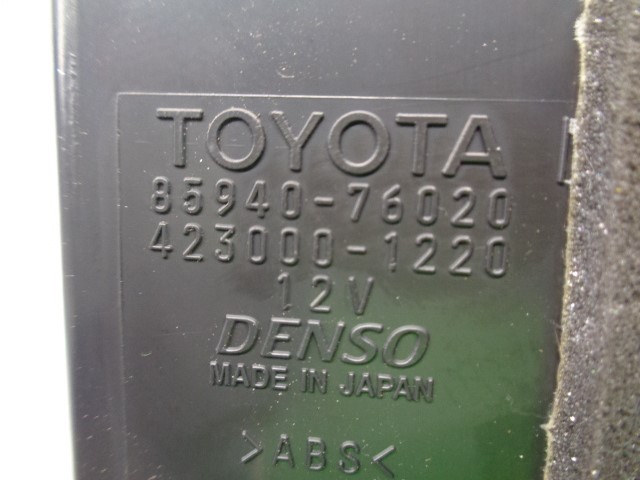 TOYOTA
85940-76020
423000-1220
12V
DENSO
MADE IN JAPAN
>ABS<